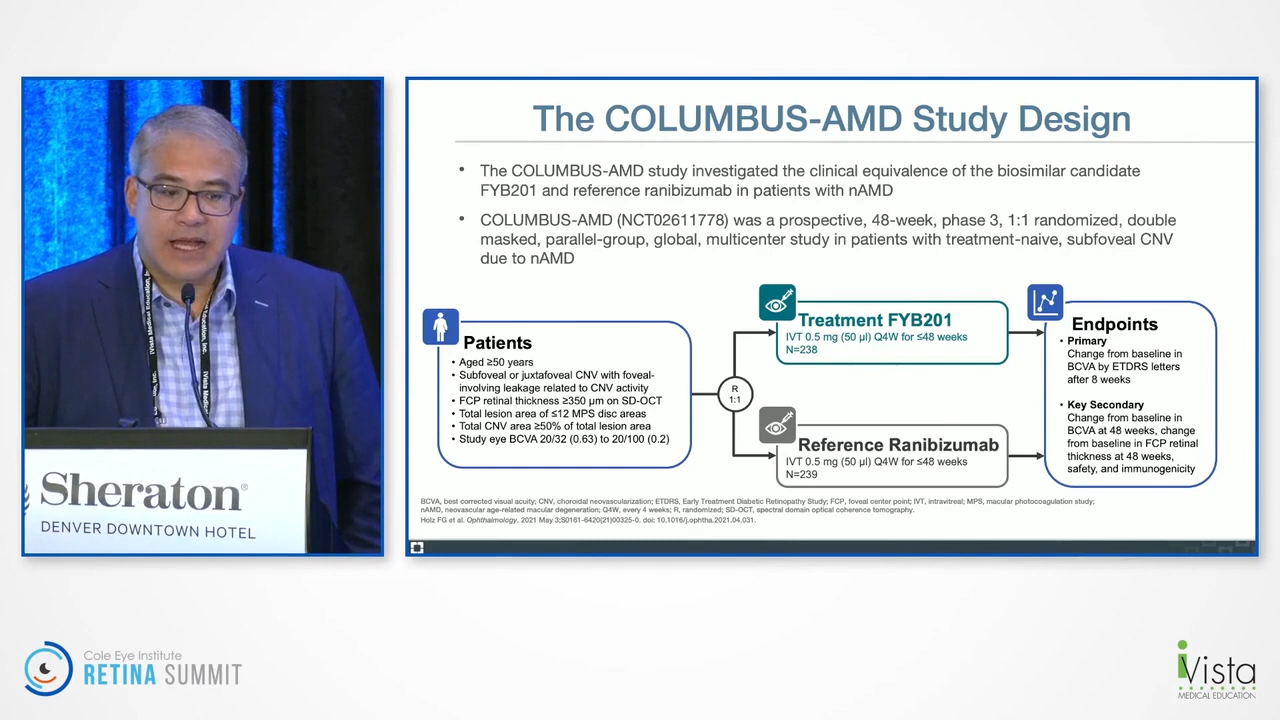 The COLUMBUS-AMD Study Design
• The COLUMBUS-AMD study investigated the clinical equivalence of the biosimilar candidate
FYB201 and reference ranibizumab in patients with nAMD
• COLUMBUS-AMD (NCT02611778) was a prospective, 48-week, phase 3, 1:1 randomized, double
masked, parallel-group, global, multicenter study in patients with treatment-naive, subfoveal CNV
due to nAMD
Patients
• Aged ≥50 years
• Subfoveal or juxtafoveal CNV with foveal-
involving leakage related to CNV activity
• FCP retinal thickness ≥350 µm on SD-OCT
• Total lesion area of ≤12 MPS disc areas
• Total CNV area ≥50% of total lesion area
• Study eye BCVA 20/32 (0.63) to 20/100 (0.2)
R
1:1
Treatment FYB201
IVT 0.5 mg (50 µl) Q4W for ≤48 weeks
N=238
Reference Ranibizumab
IVT 0.5 mg (50 µl) Q4W for ≤48 weeks
N=239
Endpoints
• Primary
Change from baseline in
BCVA by ETDRS letters
after 8 weeks
• Key Secondary
Change from baseline in
BCVA at 48 weeks, change
from baseline in FCP retinal
thickness at 48 weeks,
safety, and immunogenicity
BCVA, best corrected visual acuity; CNV, choroidal neovascularization; ETDRS, Early Treatment Diabetic Retinopathy Study; FCP, foveal center point; IVT, intravitreal; MPS, macular photocoagulation study;
nAMD, neovascular age-related macular degeneration; Q4W, every 4 weeks; R, randomized; SD-OCT, spectral domain optical coherence tomography.
Holz FG et al. Ophthalmology. 2021 May 3;S0161-6420(21)00325-0. doi: 10.1016/j.ophtha.2021.04.031.
iVista Medical Education, Inc.
Sheraton®
DENVER DOWNTOWN HOTEL
Cole Eye Institute
RETINA SUMMIT
iVista
MEDICAL EDUCATION